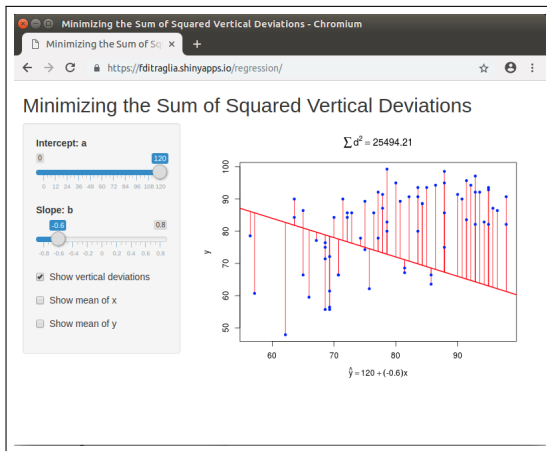 Minimizing the Sum of Squared Vertical Deviations - Chromium
Minimizing the Sum of Sq
https://fditraglia.shinyapps.io/regression/
Minimizing the Sum of Squared Vertical Deviations
Intercept: a
0 120
0 12 24 36 48 60 72 84 96 108 120
Slope: b
-0.6 0.8
-0.8 -0.6 -0.4 -0.2 0 0.2 0.4 0.6 0.8
Show vertical deviations
Show mean of x
Show mean of y
∑ d² = 25494.21
100
90
80
70
60
50
y
60 70 80 90
ŷ = 120 + (-0.6)x